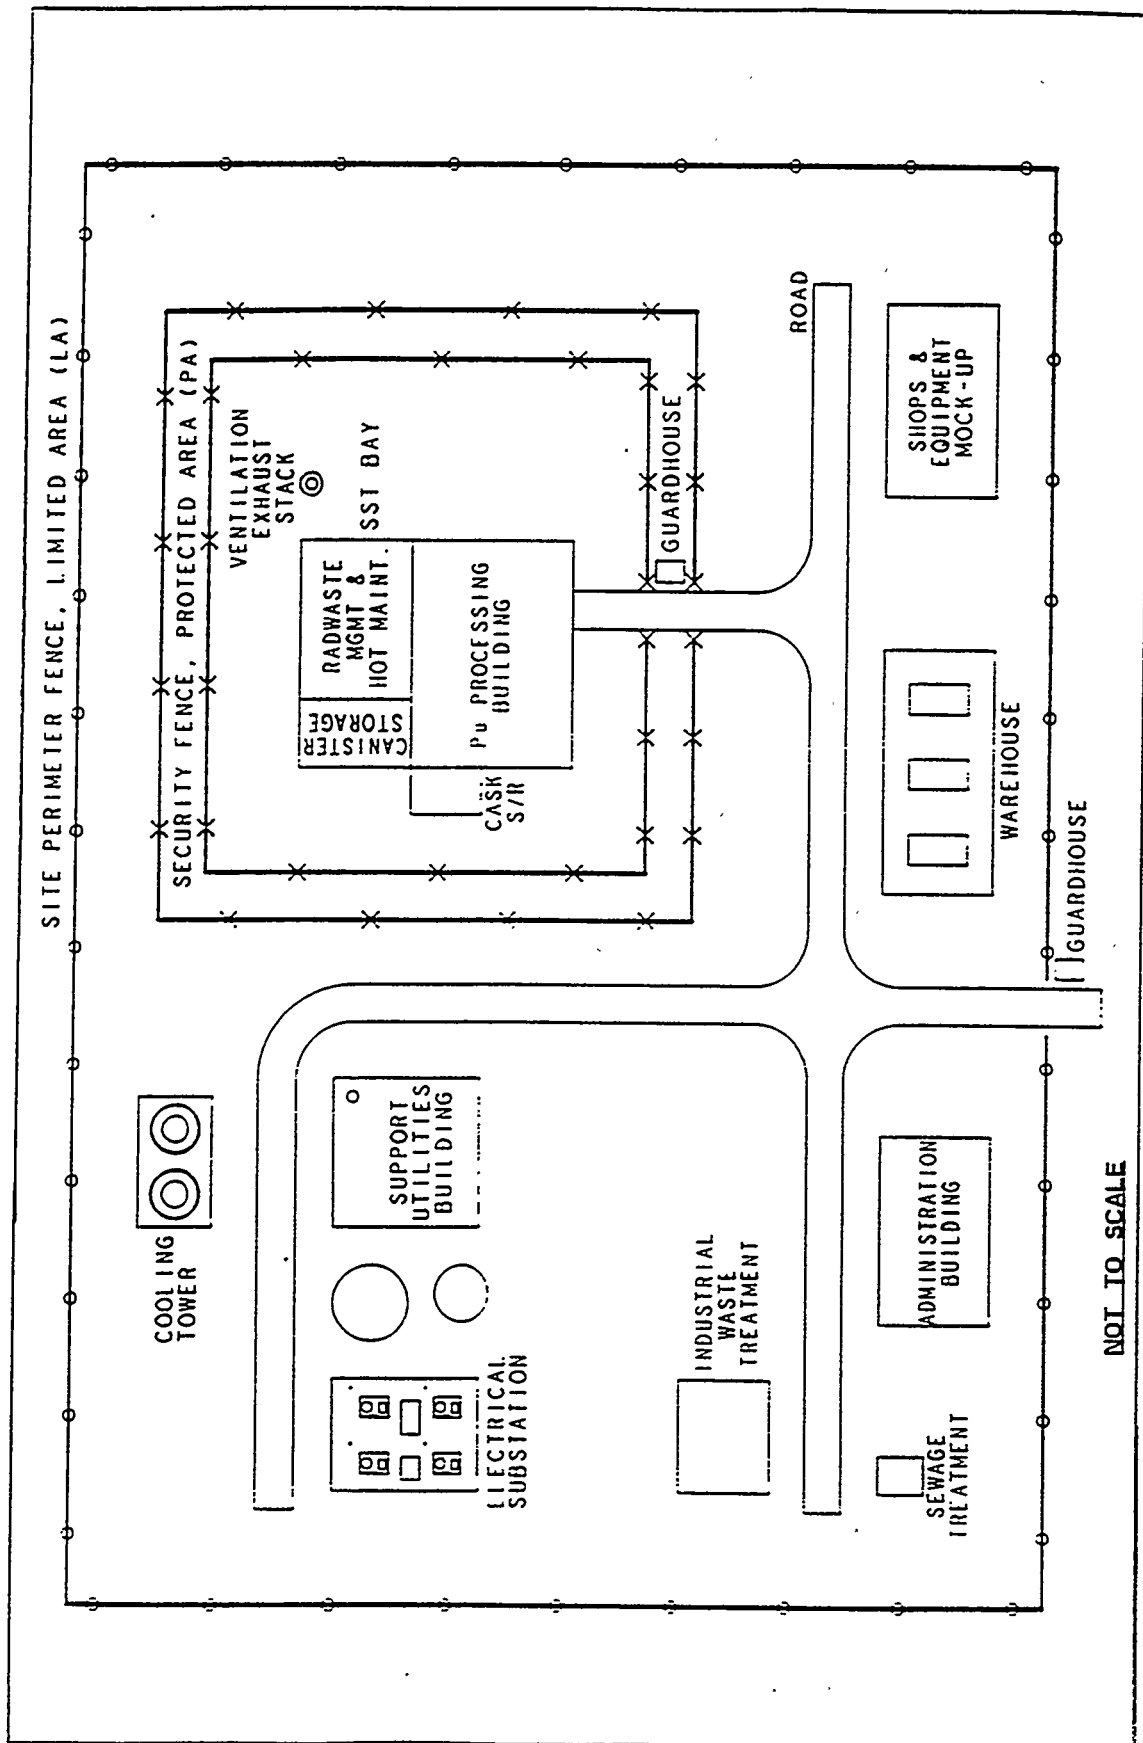 SITE PERIMETER FENCE, LIMITED AREA (LA)
SECURITY FENCE, PROTECTED AREA (PA)
COOLING
TOWER
VENTILATION
EXHAUST
STACK
SST BAY
RADWASTE
MGMT &
HOT MAINT.
CANISTER
STORAGE
Pu PROCESSING
BUILDING
CASK
S/R
SUPPORT
UTILITIES
BUILDING
ELECTRICAL
SUBSTATION
GUARDHOUSE
INDUSTRIAL
WASTE
TREATMENT
ROAD
SEWAGE
TREATMENT
ADMINISTRATION
BUILDING
WAREHOUSE
SHOPS &
EQUIPMENT
MOCK-UP
GUARDHOUSE
NOT TO SCALE